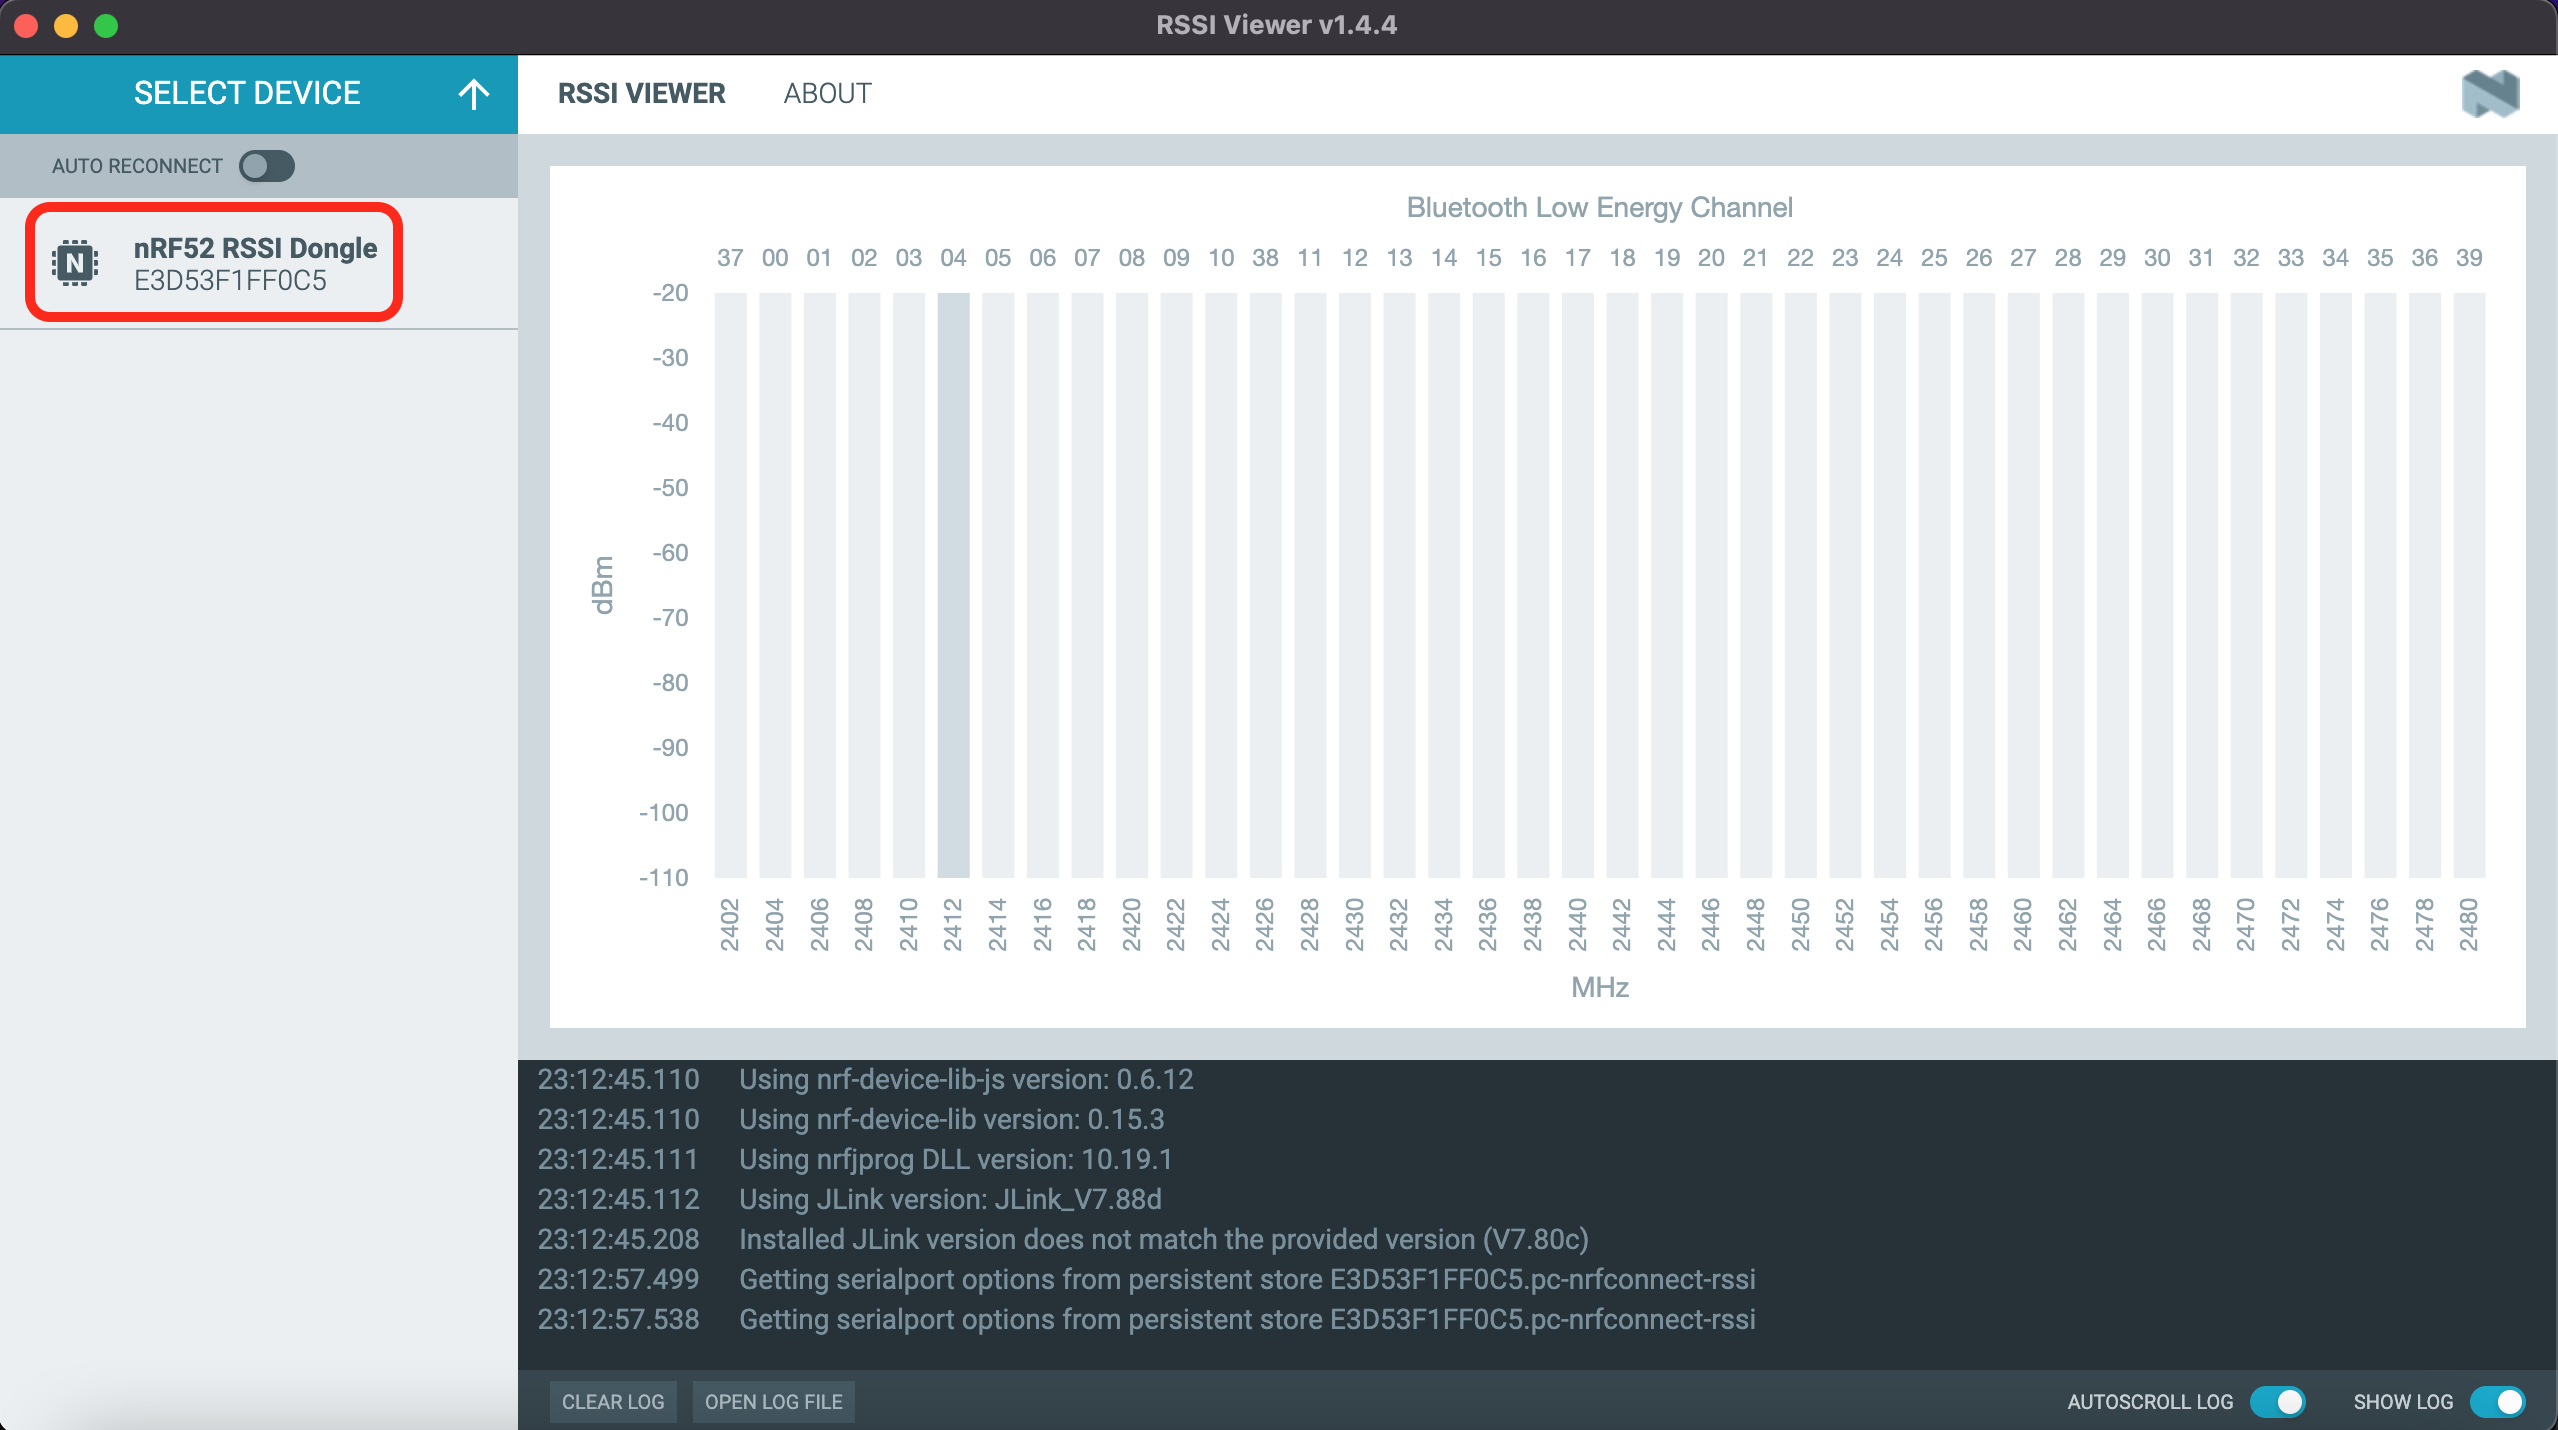 RSSI Viewer v1.4.4
SELECT DEVICE
RSSI VIEWER ABOUT
AUTO RECONNECT
N
nRF52 RSSI Dongle
E3D53F1FF0C5
Bluetooth Low Energy Channel
37 00 01 02 03 04 05 06 07 08 09 10 38 11 12 13 14 15 16 17 18 19 20 21 22 23 24 25 26 27 28 29 30 31 32 33 34 35 36 39
-20
-30
-40
-50
-60
-70
-80
-90
-100
-110
dBm
2402 2404 2406 2408 2410 2412 2414 2416 2418 2420 2422 2424 2426 2428 2430 2432 2434 2436 2438 2440 2442 2444 2446 2448 2450 2452 2454 2456 2458 2460 2462 2464 2466 2468 2470 2472 2474 2476 2478 2480
MHz
23:12:45.110 Using nrf-device-lib-js version: 0.6.12
23:12:45.110 Using nrf-device-lib version: 0.15.3
23:12:45.111 Using nrfjprog DLL version: 10.19.1
23:12:45.112 Using JLink version: JLink_V7.88d
23:12:45.208 Installed JLink version does not match the provided version (V7.80c)
23:12:57.499 Getting serialport options from persistent store E3D53F1FF0C5.pc-nrfconnect-rssi
23:12:57.538 Getting serialport options from persistent store E3D53F1FF0C5.pc-nrfconnect-rssi
CLEAR LOG OPEN LOG FILE AUTOSCROLL LOG SHOW LOG